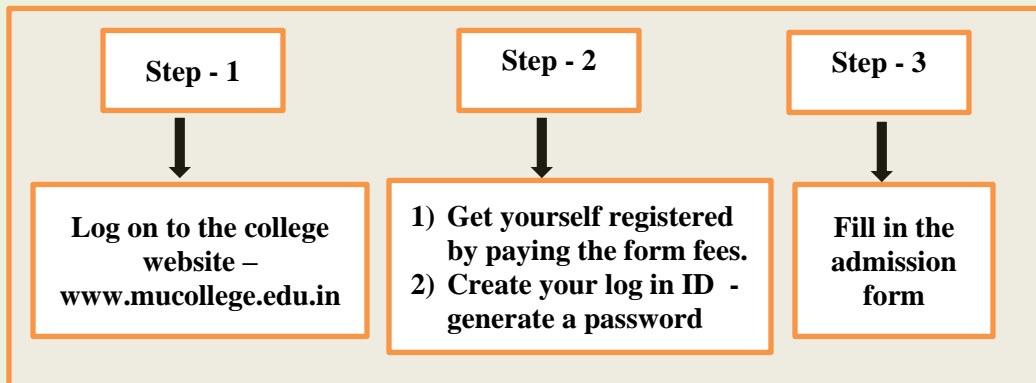 Step - 1
Log on to the college
website –
www.mucollege.edu.in
Step - 2
1) Get yourself registered
by paying the form fees.
2) Create your log in ID -
generate a password
Step - 3
Fill in the
admission
form